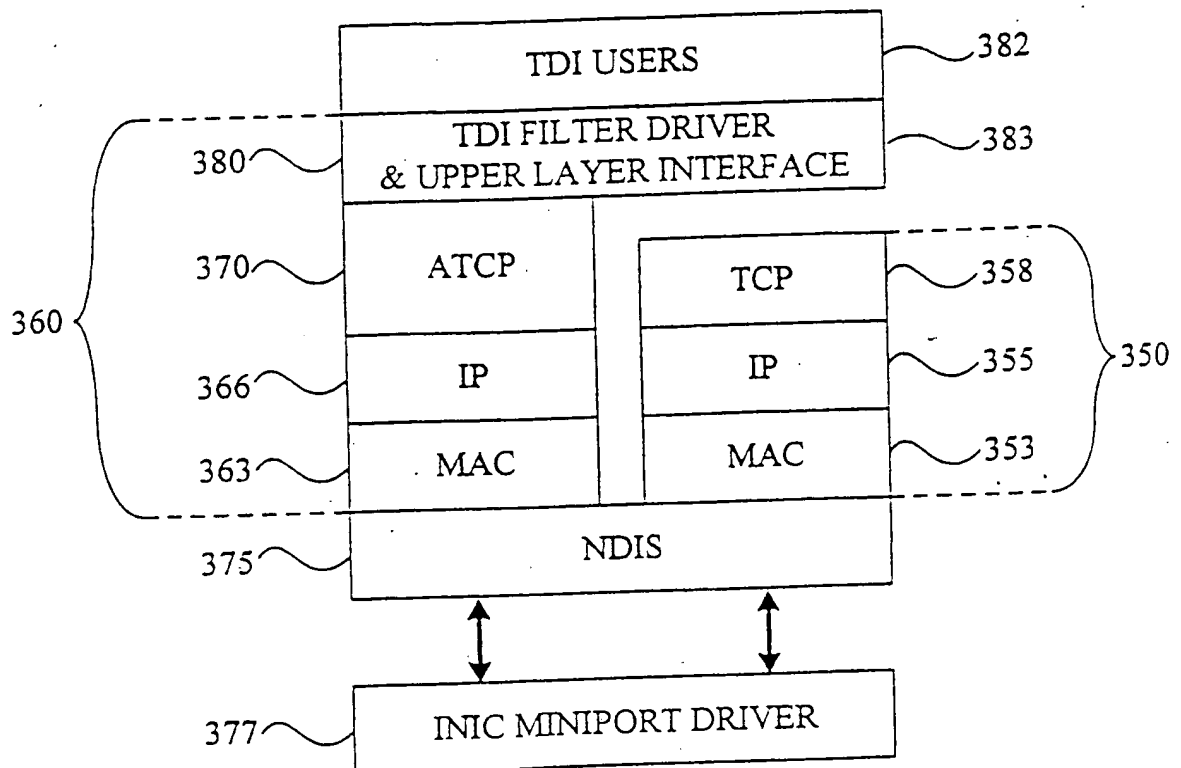 TDI USERS
382
TDI FILTER DRIVER
& UPPER LAYER INTERFACE
380
383
ATCP
370
TCP
358
360
350
IP
366
IP
355
MAC
363
MAC
353
NDIS
375
INIC MINIPORT DRIVER
377